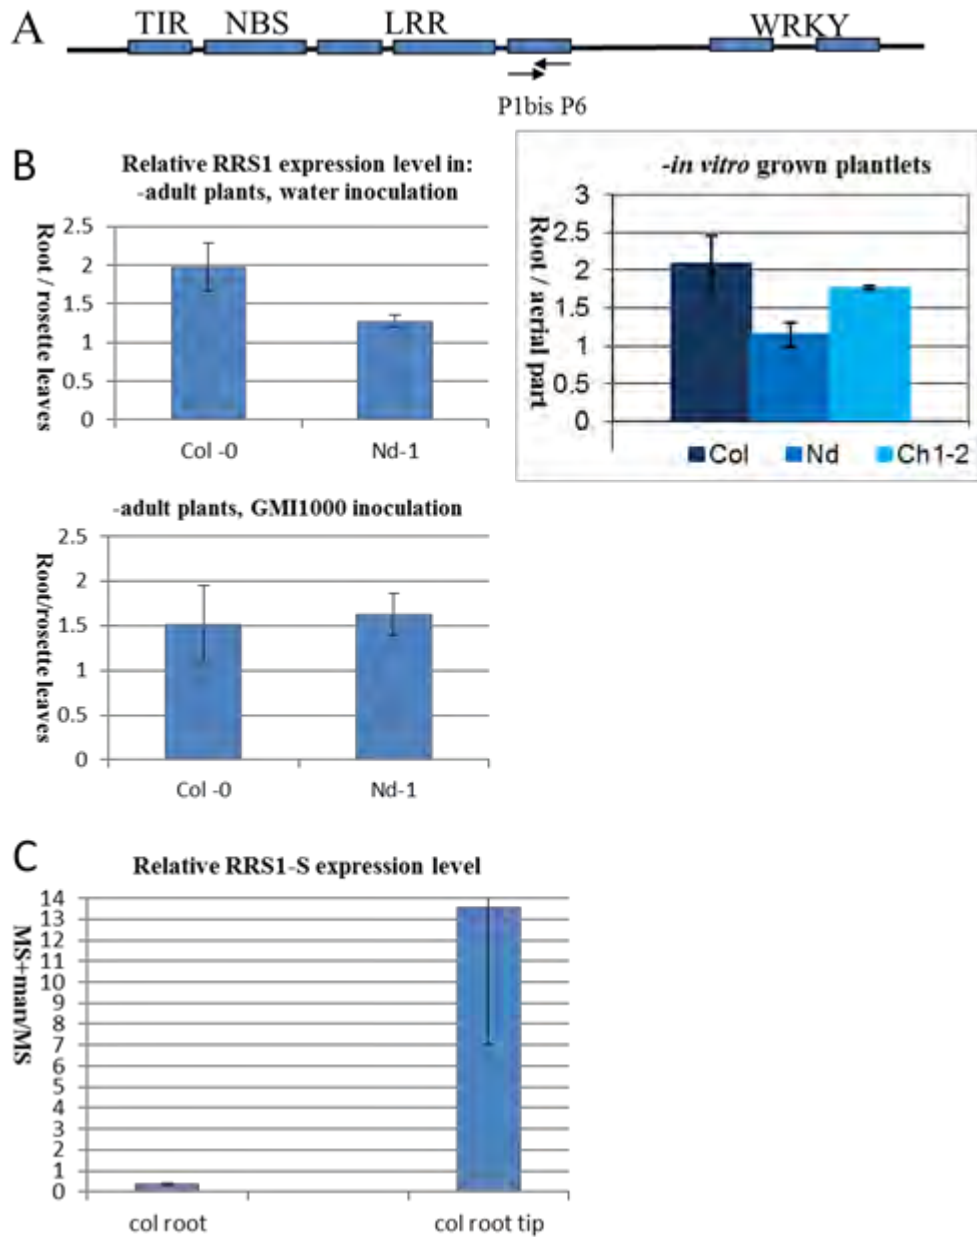 A
TIR NBS LRR WRKY
P1bis P6
B
Relative RRS1 expression level in:
-adult plants, water inoculation
Root / rosette leaves
2.5
2
1.5
1
0.5
0
Col -0 Nd-1
-in vitro grown plantlets
Root / aerial part
3
2.5
2
1.5
1
0.5
0
Col Nd Ch1-2
-adult plants, GMI1000 inoculation
Root/rosette leaves
2.5
2
1.5
1
0.5
0
Col -0 Nd-1
C
Relative RRS1-S expression level
MS+man/MS
14
13
12
11
10
9
8
7
6
5
4
3
2
1
0
col root col root tip